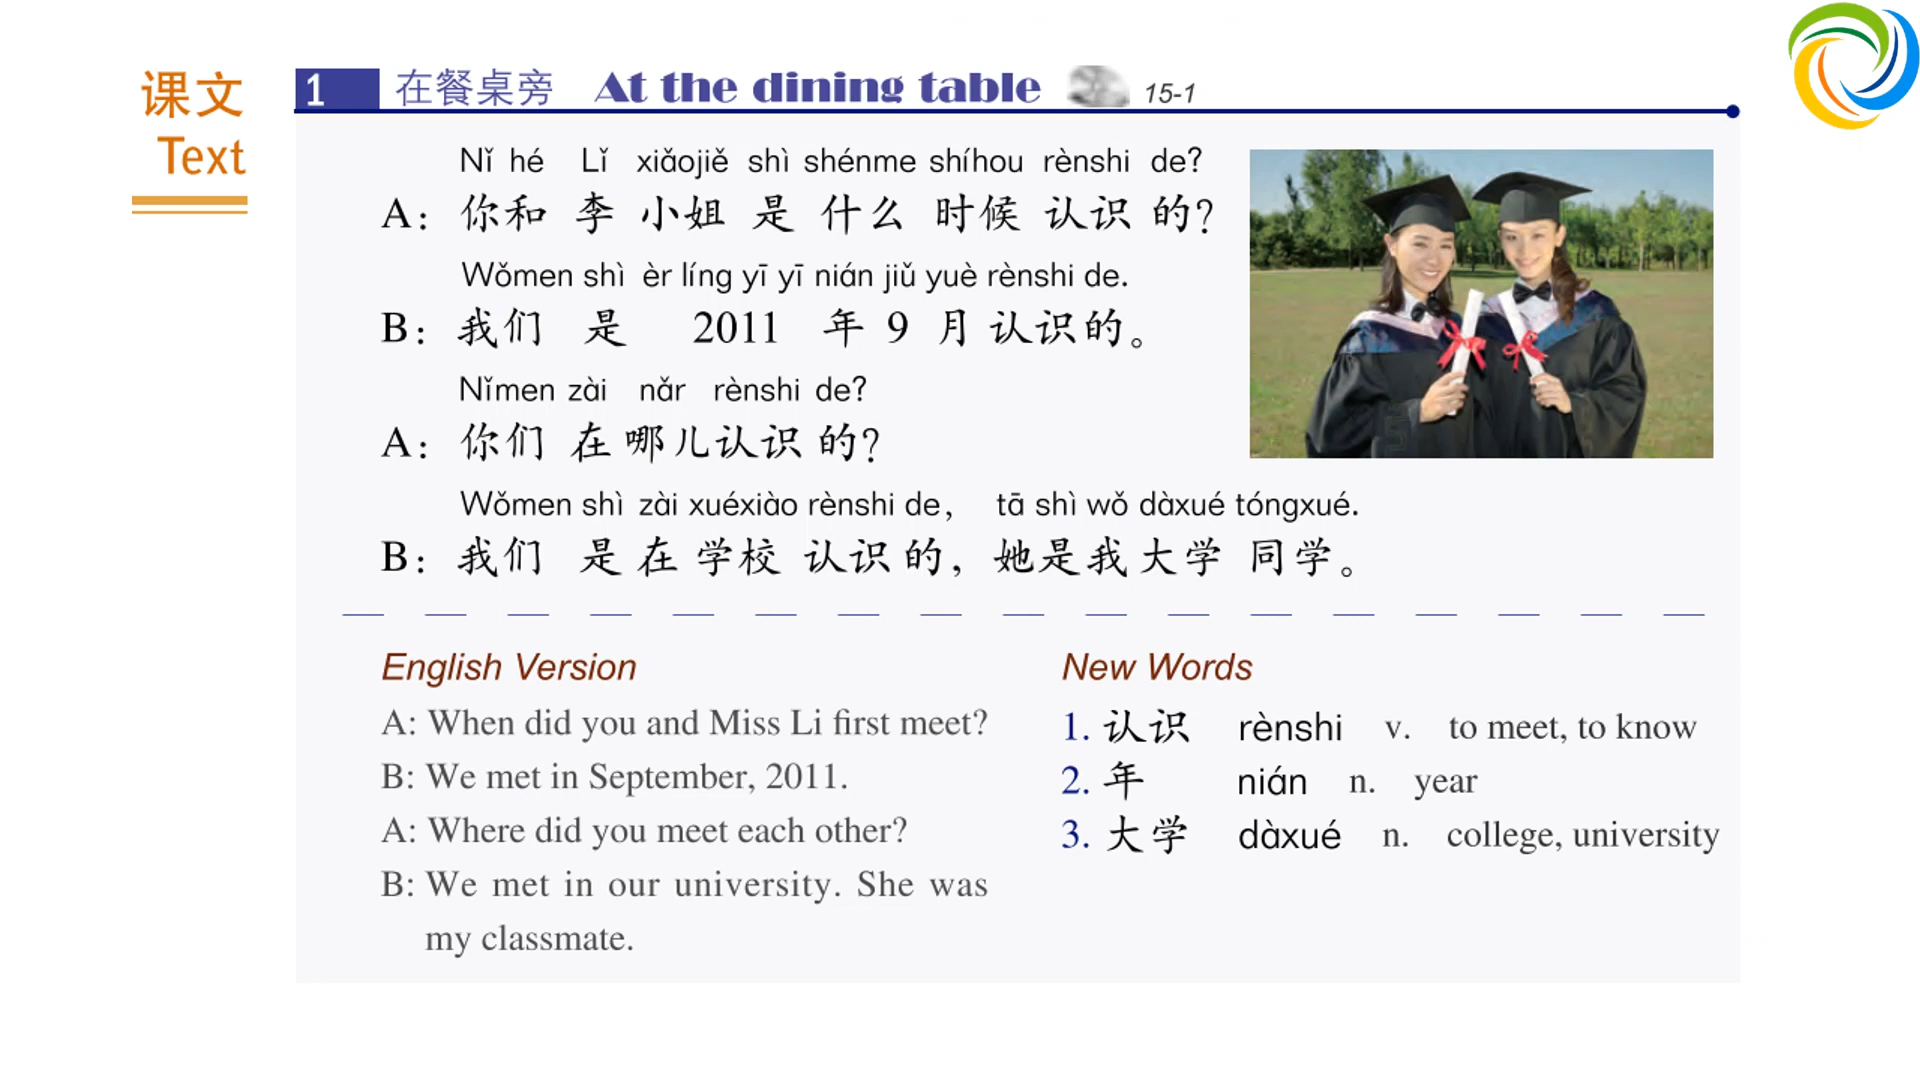 课文
Text
1 在餐桌旁 At the dining table 15-1
Nǐ hé Lǐ xiǎojiě shì shénme shíhou rènshi de?
A: 你和李小姐是什么时候认识的?
Wǒmen shì èr líng yī yī nián jiǔ yuè rènshi de.
B: 我们是 2011 年 9 月认识的。
Nǐmen zài nǎr rènshi de?
A: 你们在哪儿认识的?
Wǒmen shì zài xuéxiào rènshi de, tā shì wǒ dàxué tóngxué.
B: 我们是在学校认识的, 她是我大学同学。
English Version
A: When did you and Miss Li first meet?
B: We met in September, 2011.
A: Where did you meet each other?
B: We met in our university. She was
my classmate.
New Words
1. 认识 rènshi v. to meet, to know
2. 年 nián n. year
3. 大学 dàxué n. college, university